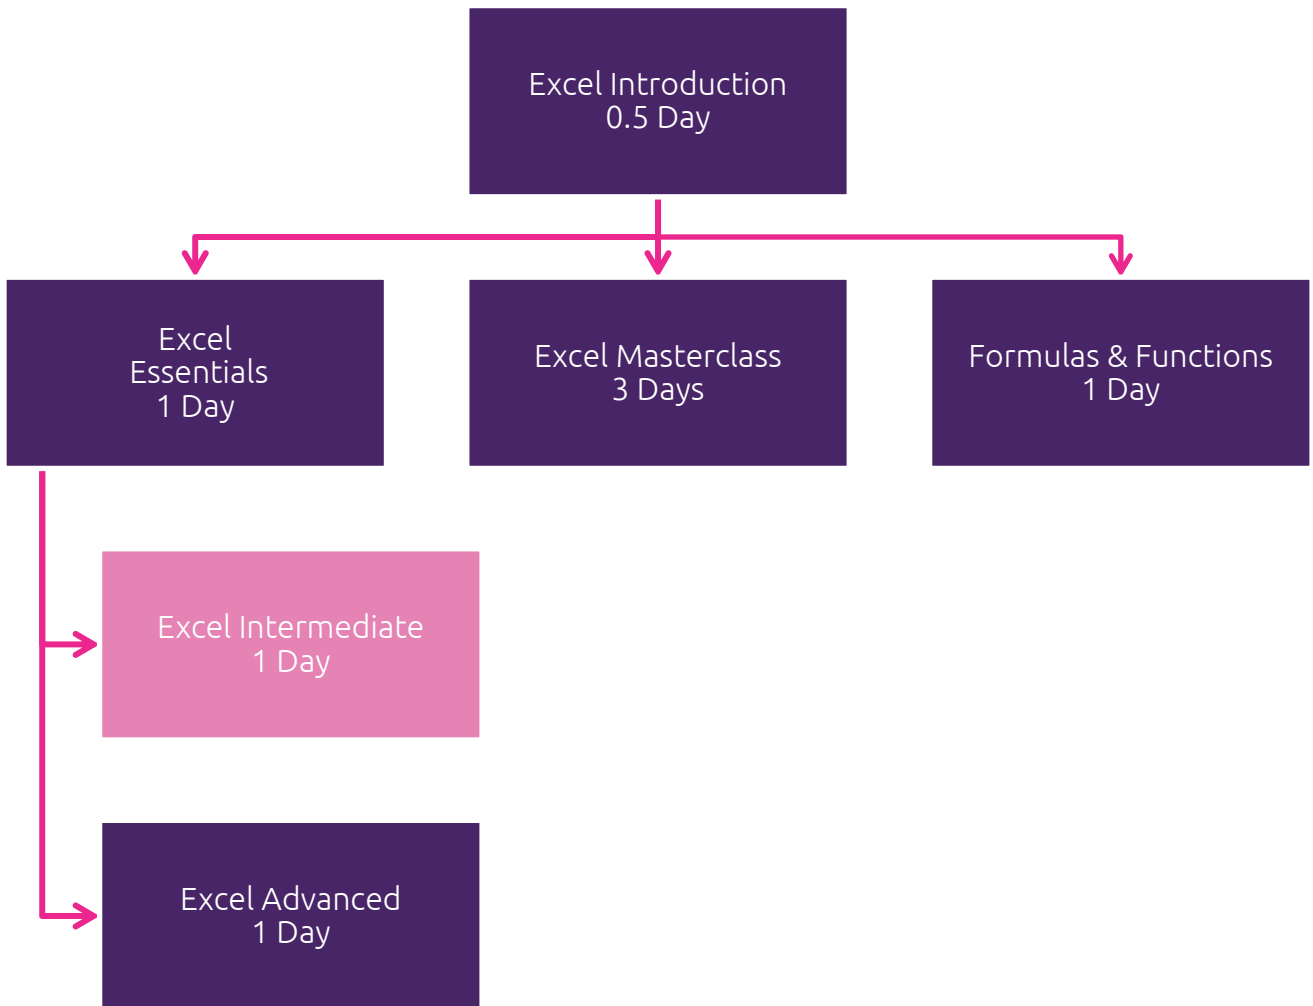 Excel Introduction
0.5 Day
Excel
Essentials
1 Day
Excel Masterclass
3 Days
Formulas & Functions
1 Day
Excel Intermediate
1 Day
Excel Advanced
1 Day